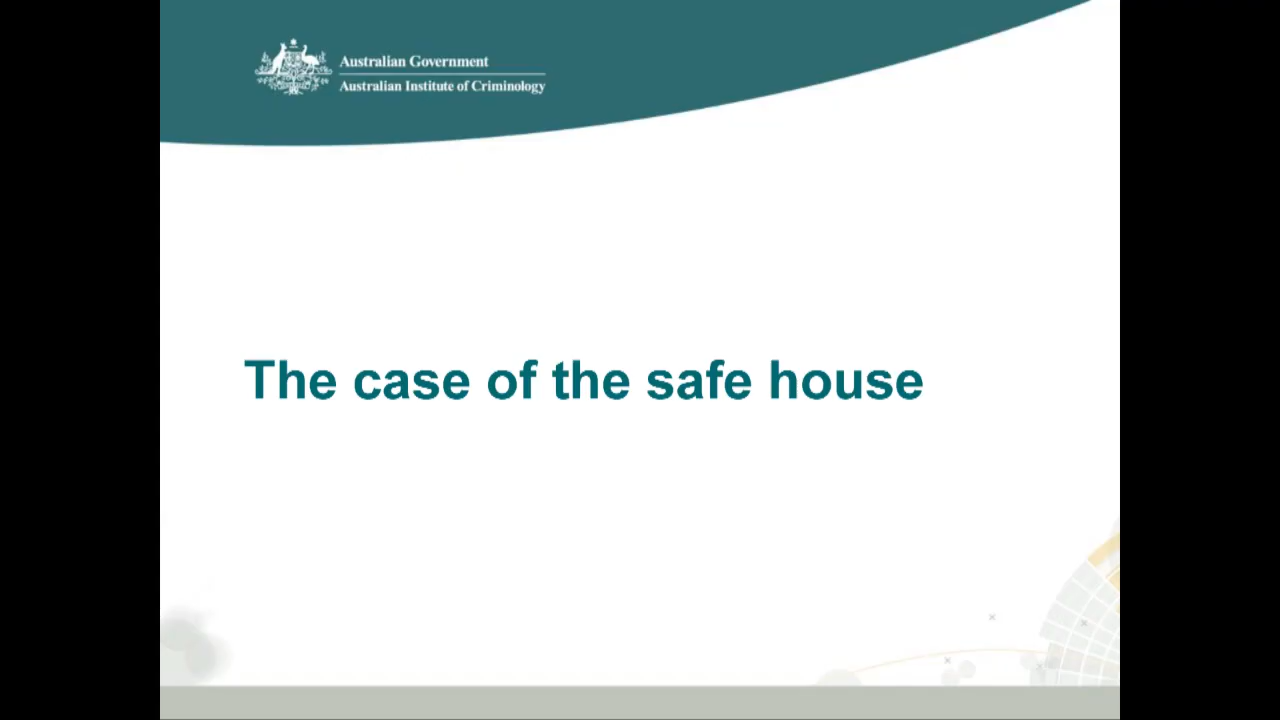 Australian Government
Australian Institute of Criminology
The case of the safe house